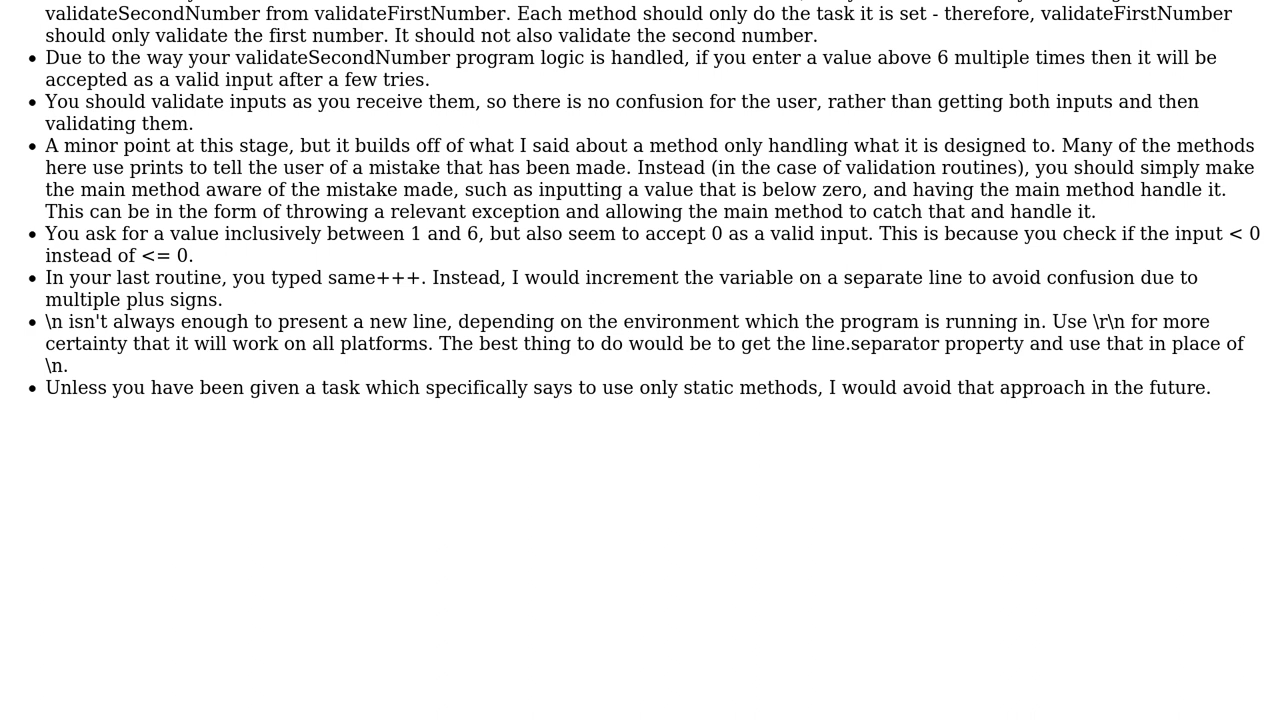 validateSecondNumber from validateFirstNumber. Each method should only do the task it is set - therefore, validateFirstNumber
should only validate the first number. It should not also validate the second number.
Due to the way your validateSecondNumber program logic is handled, if you enter a value above 6 multiple times then it will be
accepted as a valid input after a few tries.
You should validate inputs as you receive them, so there is no confusion for the user, rather than getting both inputs and then
validating them.
A minor point at this stage, but it builds off of what I said about a method only handling what it is designed to. Many of the methods
here use prints to tell the user of a mistake that has been made. Instead (in the case of validation routines), you should simply make
the main method aware of the mistake made, such as inputting a value that is below zero, and having the main method handle it.
This can be in the form of throwing a relevant exception and allowing the main method to catch that and handle it.
You ask for a value inclusively between 1 and 6, but also seem to accept 0 as a valid input. This is because you check if the input < 0
instead of <= 0.
In your last routine, you typed same+++. Instead, I would increment the variable on a separate line to avoid confusion due to
multiple plus signs.
\n isn't always enough to present a new line, depending on the environment which the program is running in. Use \r\n for more
certainty that it will work on all platforms. The best thing to do would be to get the line.separator property and use that in place of
\n.
Unless you have been given a task which specifically says to use only static methods, I would avoid that approach in the future.